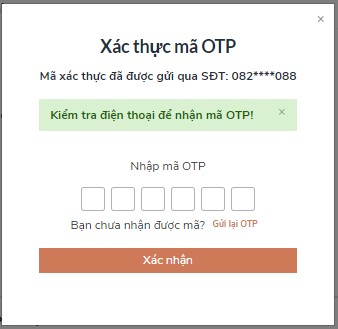 ×
Xác thực mã OTP
Mã xác thực đã được gửi qua SĐT: 082****088
Kiểm tra điện thoại để nhận mã OTP! ×
Nhập mã OTP
Bạn chưa nhận được mã? Gửi lại OTP
Xác nhận